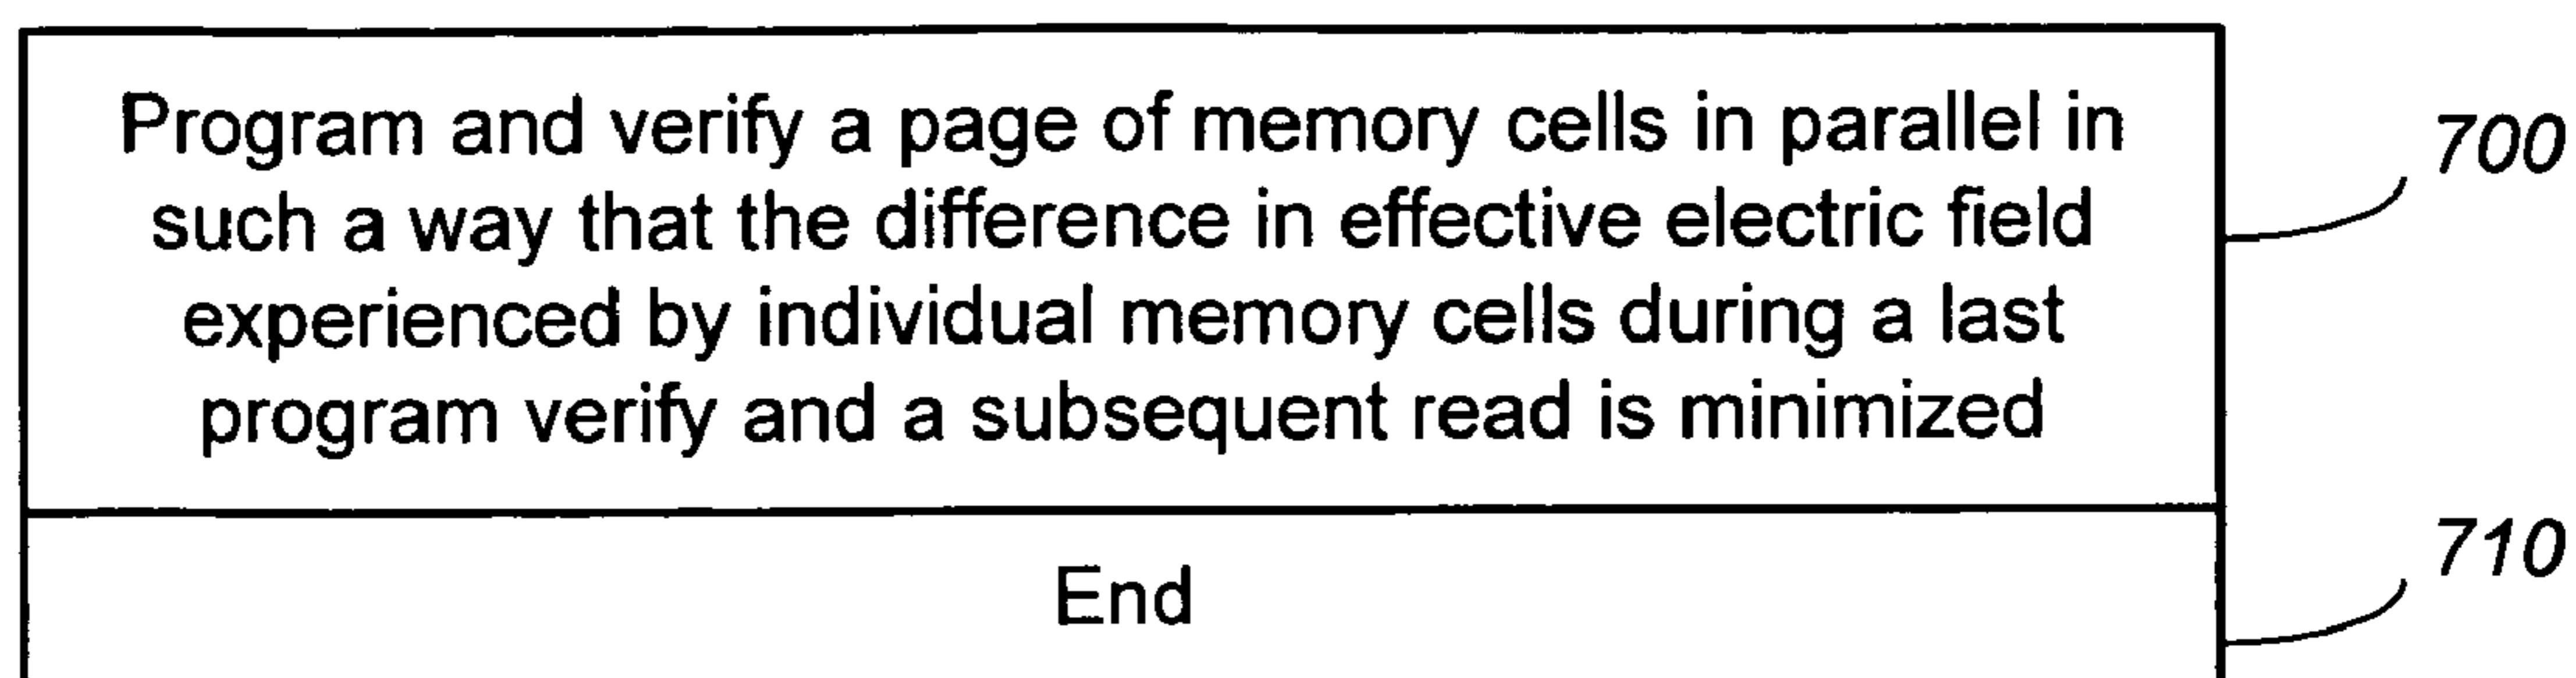 Program and verify a page of memory cells in parallel in
such a way that the difference in effective electric field
experienced by individual memory cells during a last
program verify and a subsequent read is minimized
700
End
710